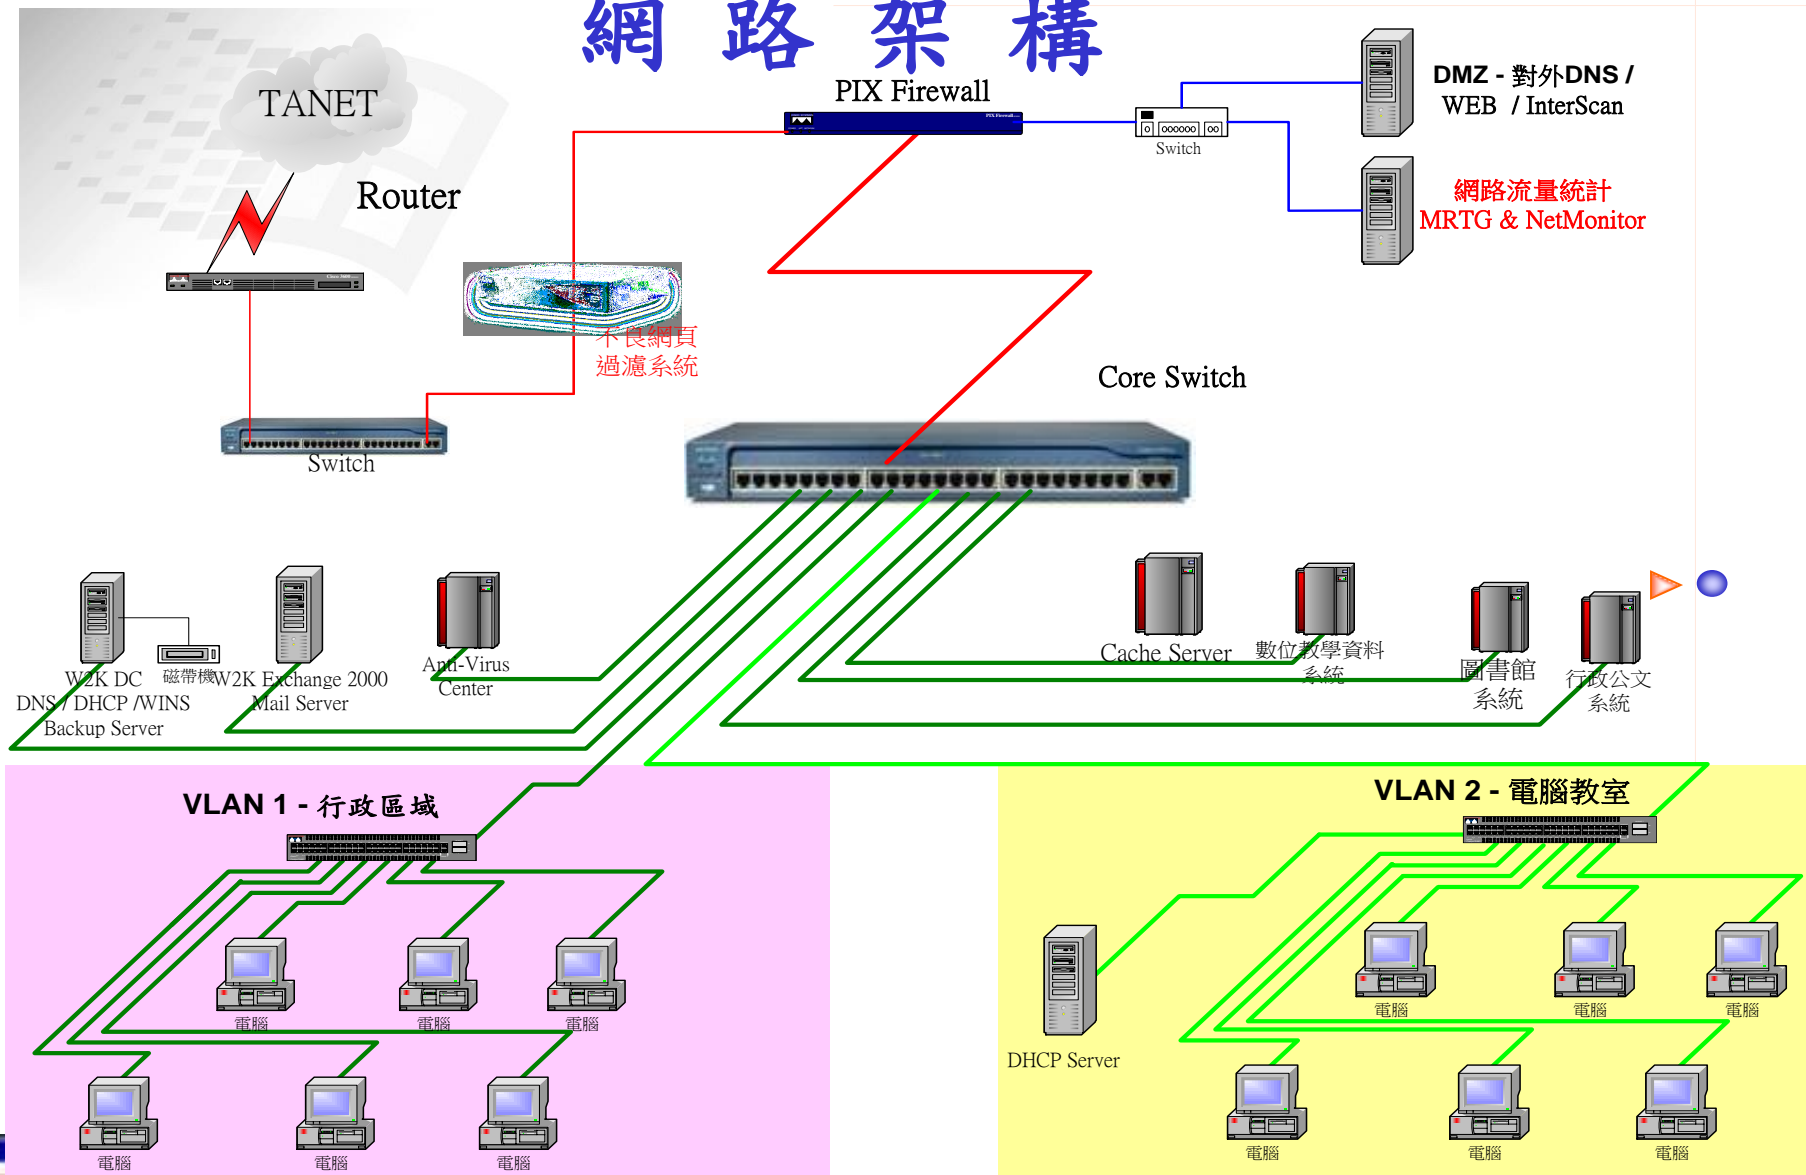 網路架構
TANET
PIX Firewall
PIX Firewall
DMZ - 對外DNS /
WEB / InterScan
Switch
Router
網路流量統計
MRTG & NetMonitor
不良網頁
過濾系統
Core Switch
Switch
W2K DC
DNS / DHCP /WINS
Backup Server
磁帶機
W2K Exchange 2000
Mail Server
Anti-Virus
Center
Cache Server
數位教學資料
系統
圖書館
系統
行政公文
系統
VLAN 1 - 行政區域
電腦
電腦
電腦
電腦
電腦
電腦
VLAN 2 - 電腦教室
DHCP Server
電腦
電腦
電腦
電腦
電腦
電腦